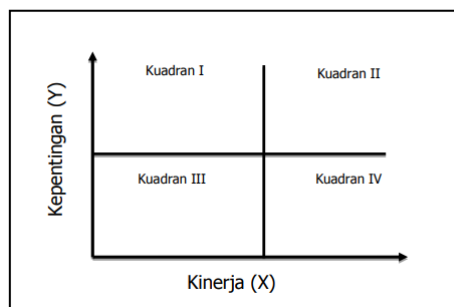 Kuadran I
Kuadran II
Kepentingan (Y)
Kuadran III
Kuadran IV
Kinerja (X)